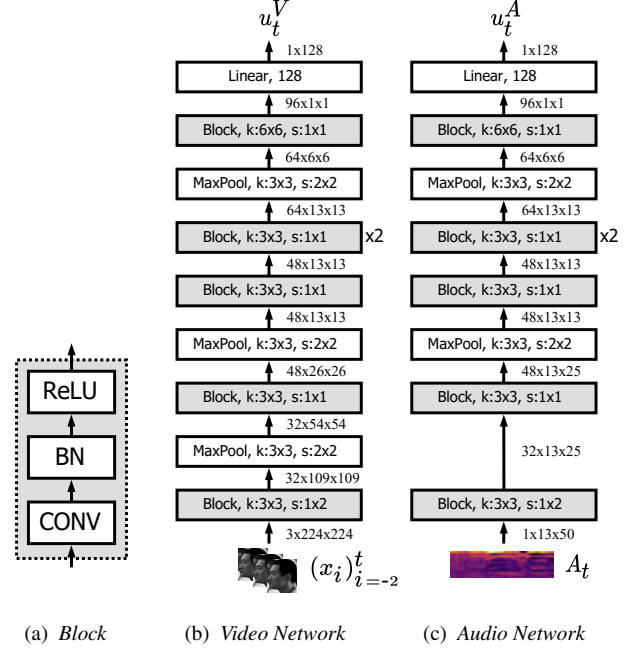 ReLU
BN
CONV
(a) Block
u_t^V
1x128
Linear, 128
96x1x1
Block, k:6x6, s:1x1
64x6x6
MaxPool, k:3x3, s:2x2
64x13x13
Block, k:3x3, s:1x1 x2
48x13x13
Block, k:3x3, s:1x1
48x13x13
MaxPool, k:3x3, s:2x2
48x26x26
Block, k:3x3, s:1x1
32x54x54
MaxPool, k:3x3, s:2x2
32x109x109
Block, k:3x3, s:1x2
3x224x224
(x_i)_{i=-2}^t
(b) Video Network
u_t^A
1x128
Linear, 128
96x1x1
Block, k:6x6, s:1x1
64x6x6
MaxPool, k:3x3, s:2x2
64x13x13
Block, k:3x3, s:1x1 x2
48x13x13
Block, k:3x3, s:1x1
48x13x13
MaxPool, k:3x3, s:2x2
48x13x25
Block, k:3x3, s:1x1
32x13x25
Block, k:3x3, s:1x2
1x13x50
A_t
(c) Audio Network